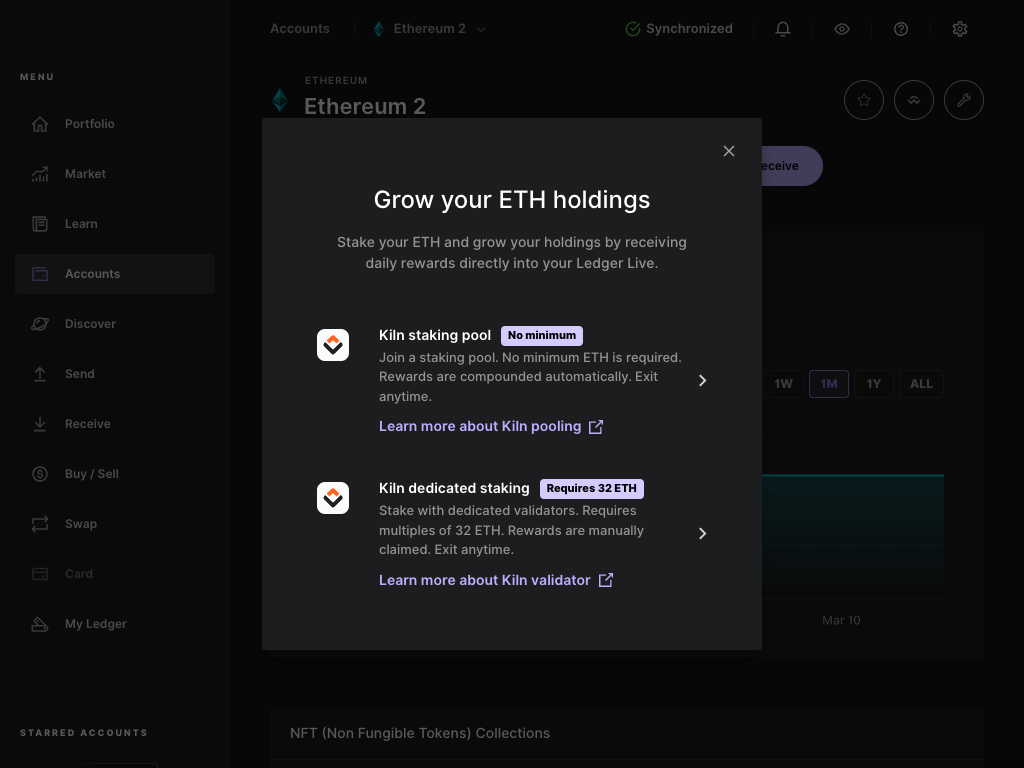 Accounts / Ethereum 2
Synchronized
MENU
Portfolio
Market
Learn
Accounts
Discover
Send
Receive
Buy / Sell
Swap
Card
My Ledger
STARRED ACCOUNTS
ETHEREUM
Ethereum 2
eceive
Grow your ETH holdings
Stake your ETH and grow your holdings by receiving
daily rewards directly into your Ledger Live.
Kiln staking pool No minimum
Join a staking pool. No minimum ETH is required.
Rewards are compounded automatically. Exit
anytime.
Learn more about Kiln pooling
Kiln dedicated staking Requires 32 ETH
Stake with dedicated validators. Requires
multiples of 32 ETH. Rewards are manually
claimed. Exit anytime.
Learn more about Kiln validator
1W 1M 1Y ALL
Mar 10
NFT (Non Fungible Tokens) Collections